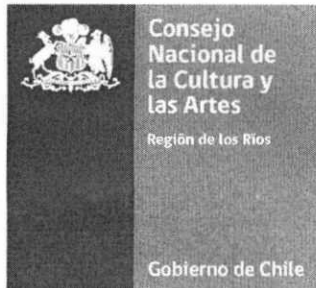 Consejo
Nacional de
la Cultura y
las Artes
Región de los Ríos
Gobierno de Chile